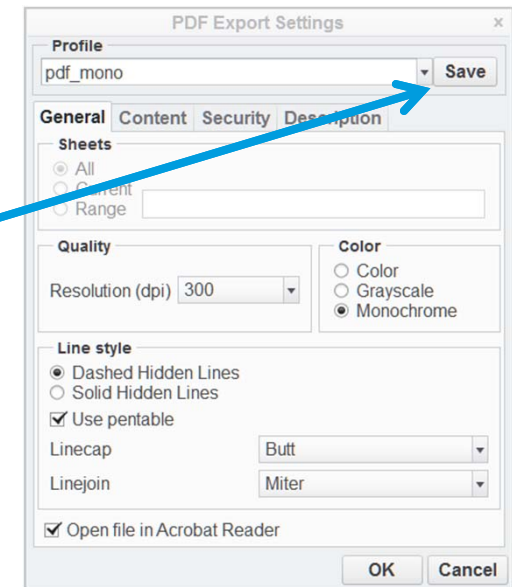 PDF Export Settings x
Profile
pdf_mono Save
General Content Security Description
Sheets
All
Current
Range
Quality
Resolution (dpi) 300
Color
Color
Grayscale
Monochrome
Line style
Dashed Hidden Lines
Solid Hidden Lines
Use pentable
Linecap Butt
Linejoin Miter
Open file in Acrobat Reader
OK Cancel